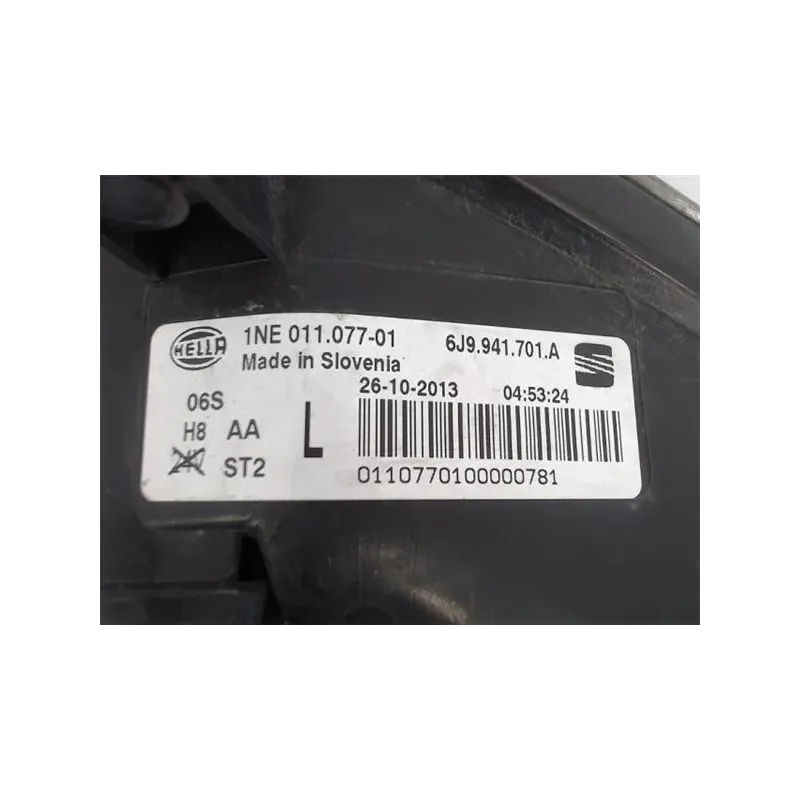 HELLA 1NE 011.077-01 6J9.941.701.A
Made in Slovenia
26-10-2013 04:53:24
06S
H8 AA L
24V ST2
0110770100000781